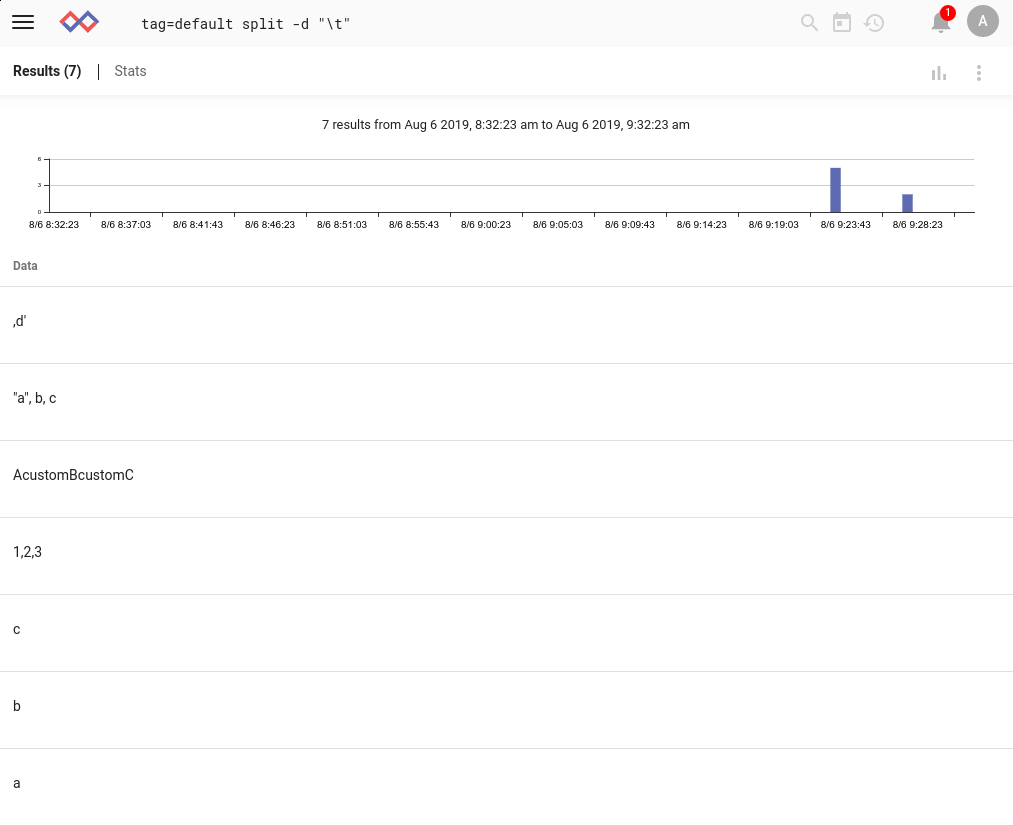 tag=default split -d "\t"
1
A
Results (7)
Stats
7 results from Aug 6 2019, 8:32:23 am to Aug 6 2019, 9:32:23 am
6
3
0
8/6 8:32:23 8/6 8:37:03 8/6 8:41:43 8/6 8:46:23 8/6 8:51:03 8/6 8:55:43 8/6 9:00:23 8/6 9:05:03 8/6 9:09:43 8/6 9:14:23 8/6 9:19:03 8/6 9:23:43 8/6 9:28:23
Data
,d'
"a", b, c
AcustomBcustomC
1,2,3
c
b
a